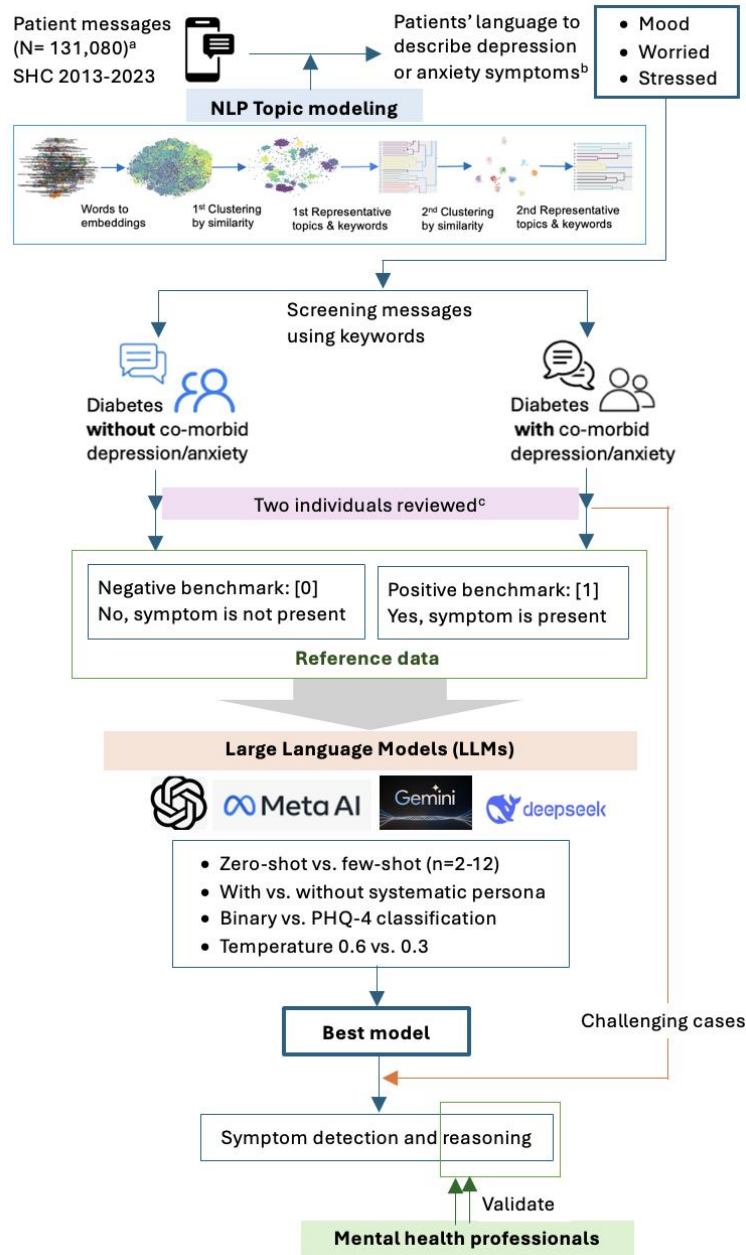 Patient messages
(N= 131,080)ᵃ
SHC 2013-2023
Patients’ language to
describe depression
or anxiety symptomsᵇ
• Mood
• Worried
• Stressed
NLP Topic modeling
Words to
embeddings
1ˢᵗ Clustering
by similarity
1st Representative
topics & keywords
2ⁿᵈ Clustering
by similarity
2nd Representative
topics & keywords
Screening messages
using keywords
Diabetes
without co-morbid
depression/anxiety
Diabetes
with co-morbid
depression/anxiety
Two individuals reviewedᶜ
Negative benchmark: [0]
No, symptom is not present
Positive benchmark: [1]
Yes, symptom is present
Reference data
Large Language Models (LLMs)
Meta AI
Gemini
deepseek
• Zero-shot vs. few-shot (n=2-12)
• With vs. without systematic persona
• Binary vs. PHQ-4 classification
• Temperature 0.6 vs. 0.3
Best model
Challenging cases
Symptom detection and reasoning
Validate
Mental health professionals